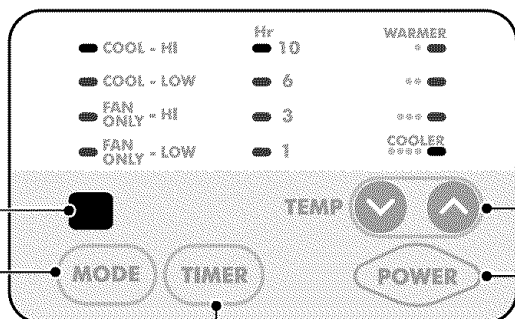 Hr WARMER
COOL - HI 10
COOL - LOW 6
FAN ONLY - HI 3
COOLER
FAN ONLY - LOW 1
TEMP
MODE TIMER POWER